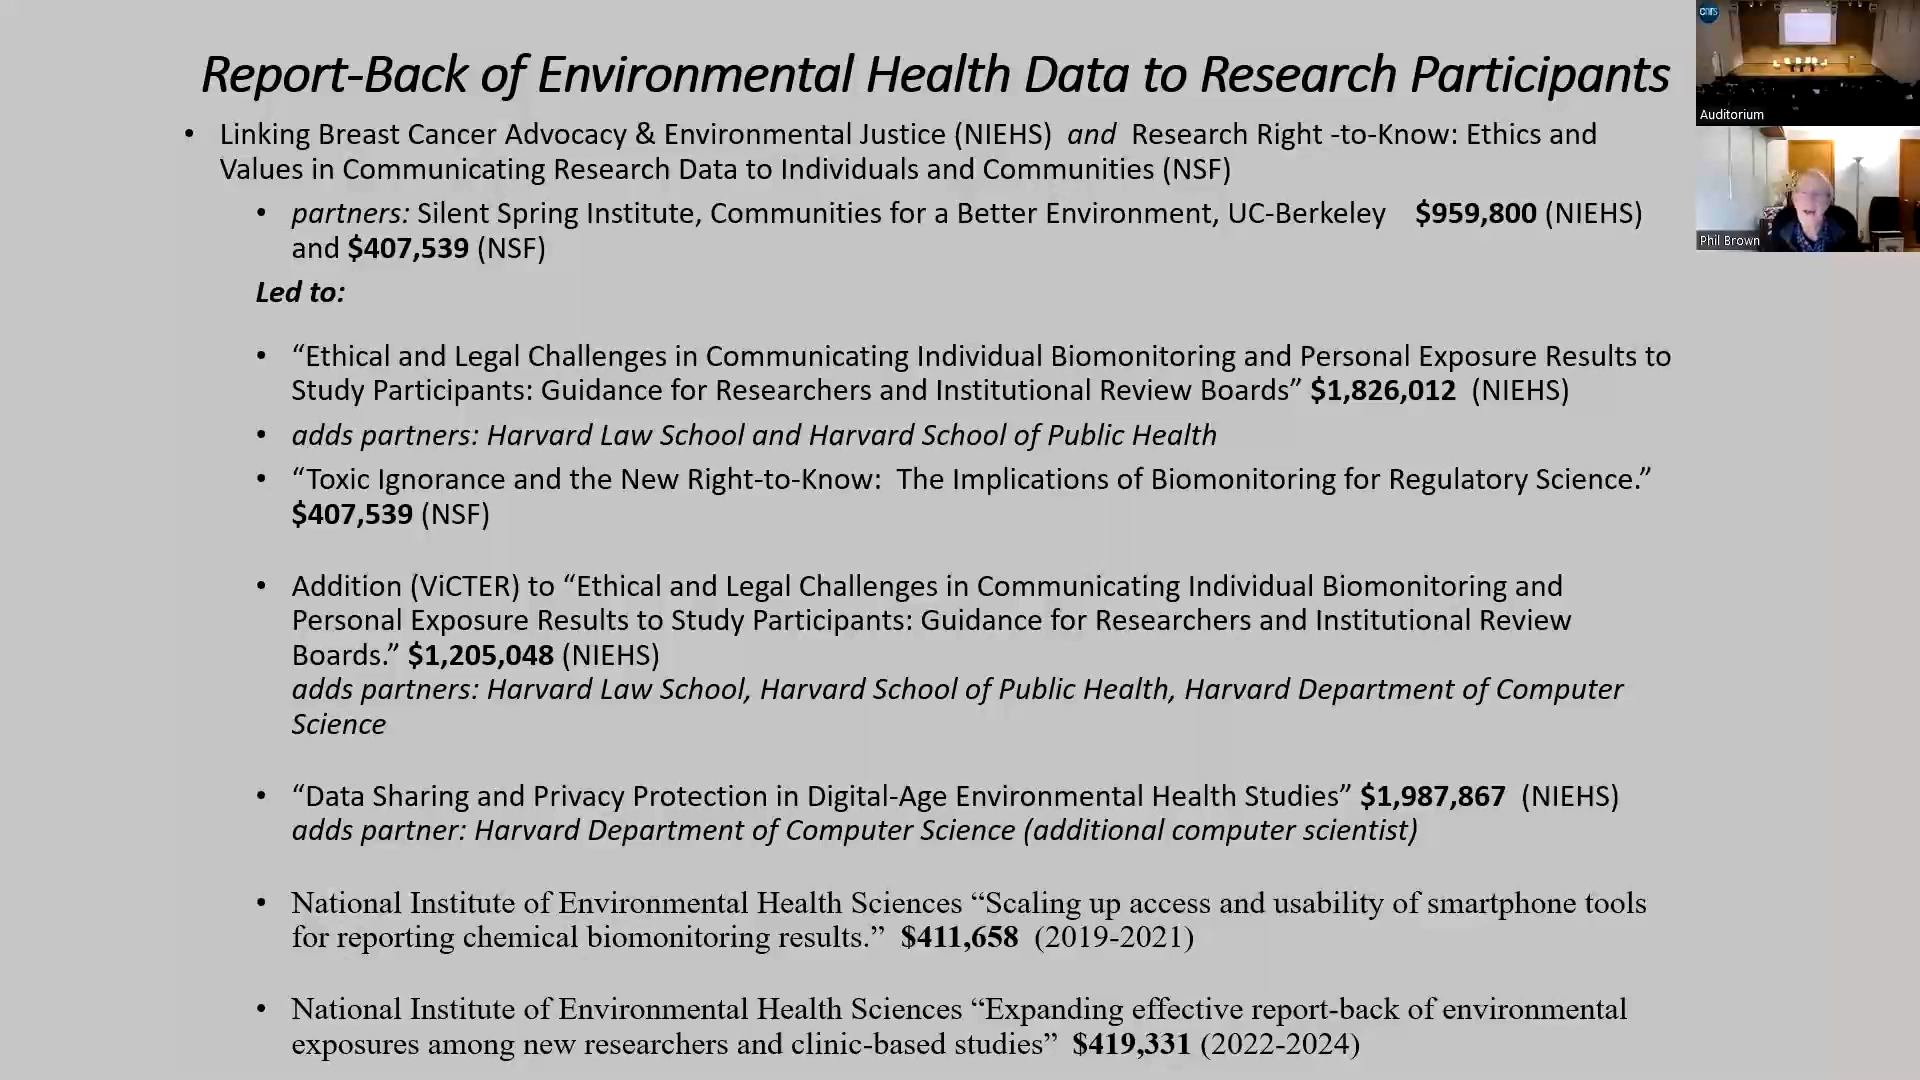 Report-Back of Environmental Health Data to Research Participants
• Linking Breast Cancer Advocacy & Environmental Justice (NIEHS) and Research Right -to-Know: Ethics and
Values in Communicating Research Data to Individuals and Communities (NSF)
• partners: Silent Spring Institute, Communities for a Better Environment, UC-Berkeley $959,800 (NIEHS)
and $407,539 (NSF)
Led to:
• “Ethical and Legal Challenges in Communicating Individual Biomonitoring and Personal Exposure Results to
Study Participants: Guidance for Researchers and Institutional Review Boards” $1,826,012 (NIEHS)
• adds partners: Harvard Law School and Harvard School of Public Health
• “Toxic Ignorance and the New Right-to-Know: The Implications of Biomonitoring for Regulatory Science.”
$407,539 (NSF)
• Addition (ViCTER) to “Ethical and Legal Challenges in Communicating Individual Biomonitoring and
Personal Exposure Results to Study Participants: Guidance for Researchers and Institutional Review
Boards.” $1,205,048 (NIEHS)
adds partners: Harvard Law School, Harvard School of Public Health, Harvard Department of Computer
Science
• “Data Sharing and Privacy Protection in Digital-Age Environmental Health Studies” $1,987,867 (NIEHS)
adds partner: Harvard Department of Computer Science (additional computer scientist)
• National Institute of Environmental Health Sciences “Scaling up access and usability of smartphone tools
for reporting chemical biomonitoring results.” $411,658 (2019-2021)
• National Institute of Environmental Health Sciences “Expanding effective report-back of environmental
exposures among new researchers and clinic-based studies” $419,331 (2022-2024)
cnrs
Auditorium
Phil Brown